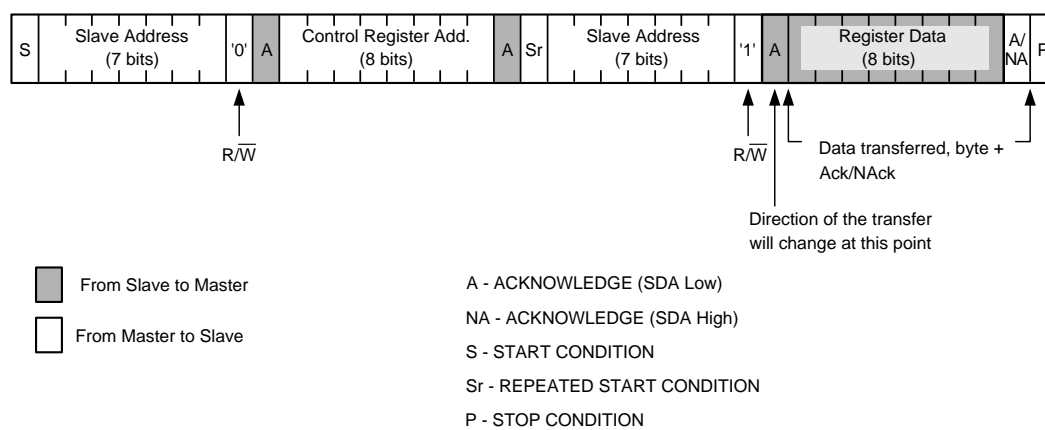 S Slave Address (7 bits) '0' A Control Register Add. (8 bits) A Sr Slave Address (7 bits) '1' A Register Data (8 bits) A/NA P
R/W̅ R/W̅
Data transferred, byte +
Ack/NAck
Direction of the transfer
will change at this point
From Slave to Master
From Master to Slave
A - ACKNOWLEDGE (SDA Low)
NA - ACKNOWLEDGE (SDA High)
S - START CONDITION
Sr - REPEATED START CONDITION
P - STOP CONDITION